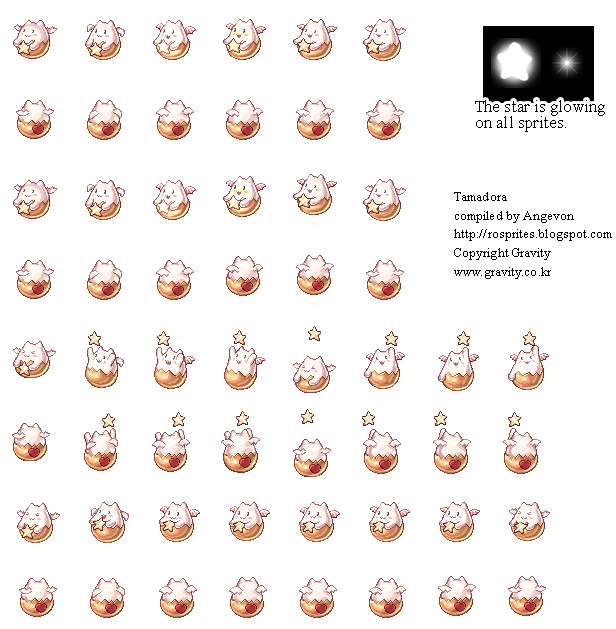 The star is glowing
on all sprites.
Tamadora
compiled by Angevon
http://rosprites.blogspot.com
Copyright Gravity
www.gravity.co.kr